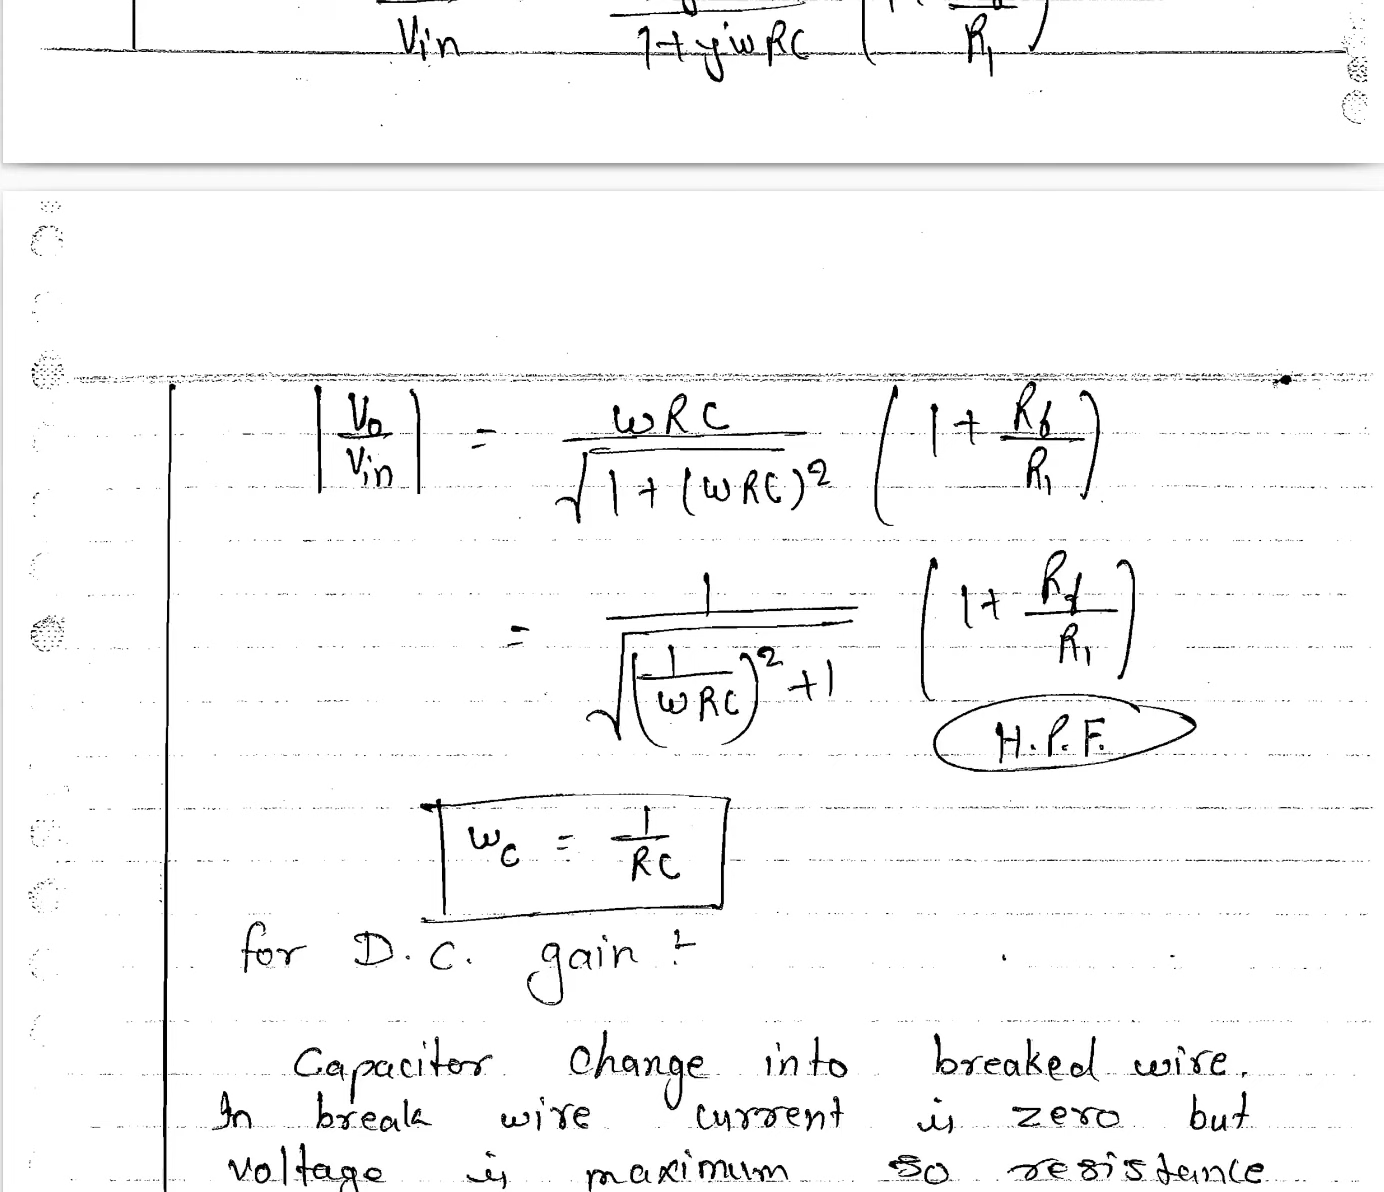 Vin 1+jωRC R1
|Vo/Vin| = ωRC / √(1+(ωRC)²) (1 + Rf/R1)
= 1 / √((1/ωRC)² + 1) (1 + Rf/R1)
H.P.F.
ωc = 1/RC
for D.C. gain :
Capacitor change into breaked wire.
In break wire current is zero but
voltage is maximum so resistance